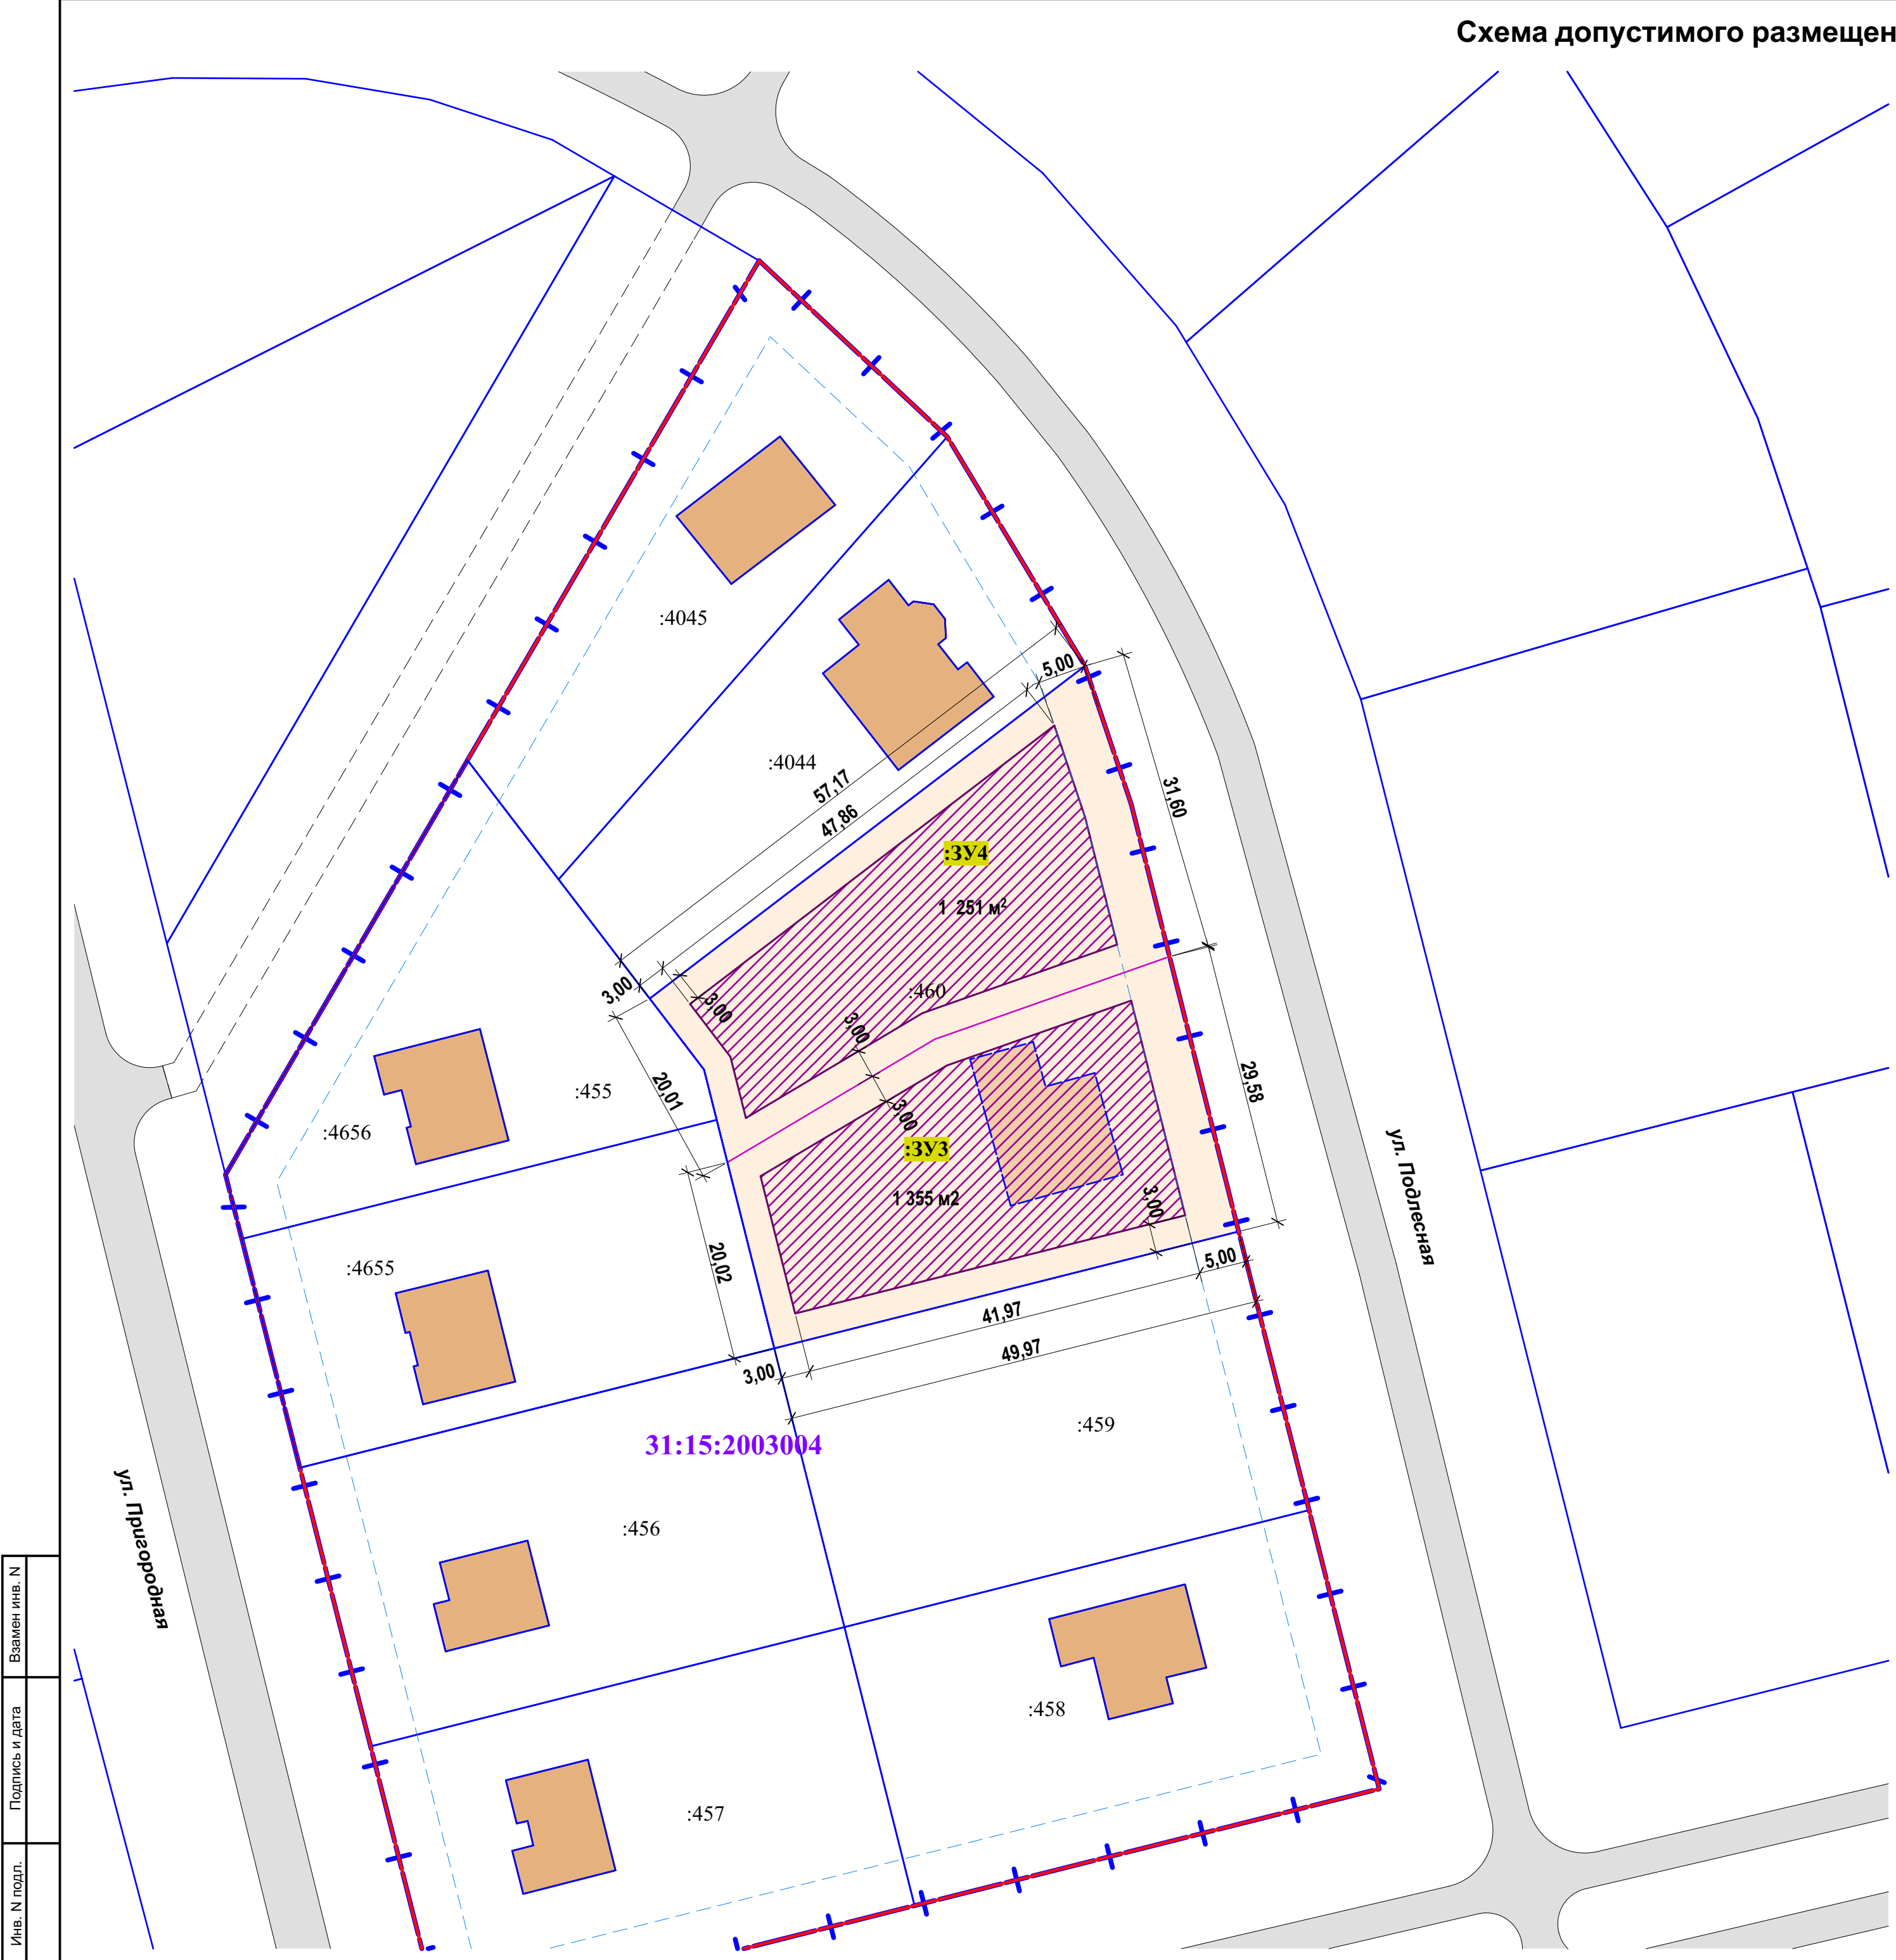 Схема допустимого размещен
:4045
5,00
:4044
57,17
47,86
31,60
:ЗУ4
1 251 м²
3,00
3,00
:460
3,00
20,01
:455
29,58
3,00
:4656
:ЗУ3
1 355 м2
3,00
ул. Подлесная
20,02
:4655
5,00
41,97
49,97
3,00
:459
31:15:2003004
:456
ул. Пригородная
:458
:457
Взамен инв. N
Подпись и дата
Инв. N подл.